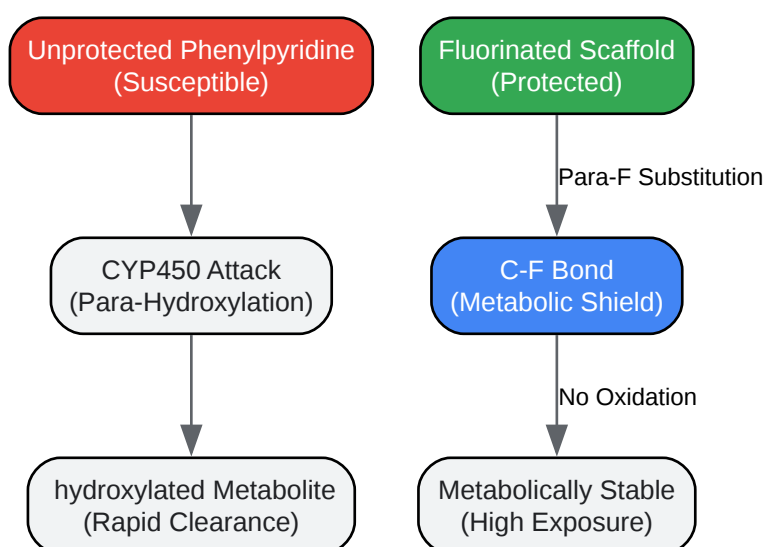 Unprotected Phenylpyridine
(Susceptible)
Fluorinated Scaffold
(Protected)
Para-F Substitution
CYP450 Attack
(Para-Hydroxylation)
C-F Bond
(Metabolic Shield)
No Oxidation
hydroxylated Metabolite
(Rapid Clearance)
Metabolically Stable
(High Exposure)